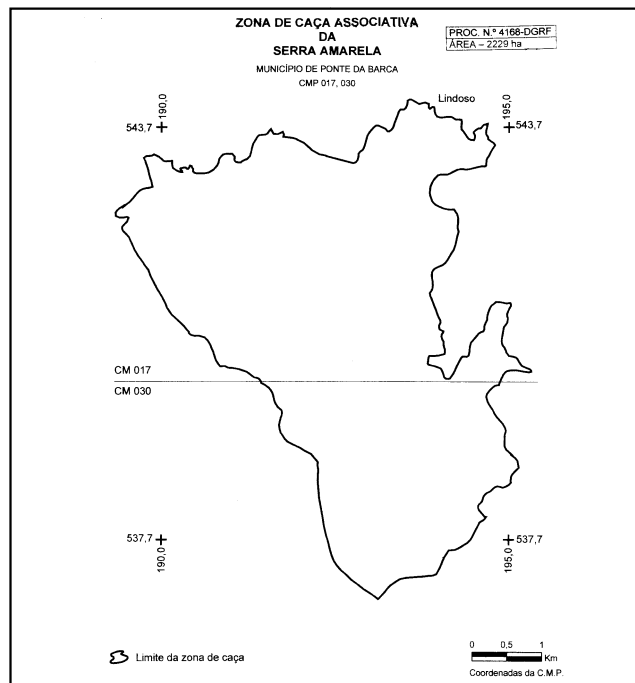 ZONA DE CAÇA ASSOCIATIVA
DA
SERRA AMARELA
MUNICÍPIO DE PONTE DA BARCA
CMP 017, 030
PROC. N.º 4168-DGRF
ÁREA – 2229 ha
Lindoso
190,0
195,0
543,7
543,7
CM 017
CM 030
537,7
537,7
190,0
195,0
Limite da zona de caça
0 0,5 1
Km
Coordenadas da C.M.P.